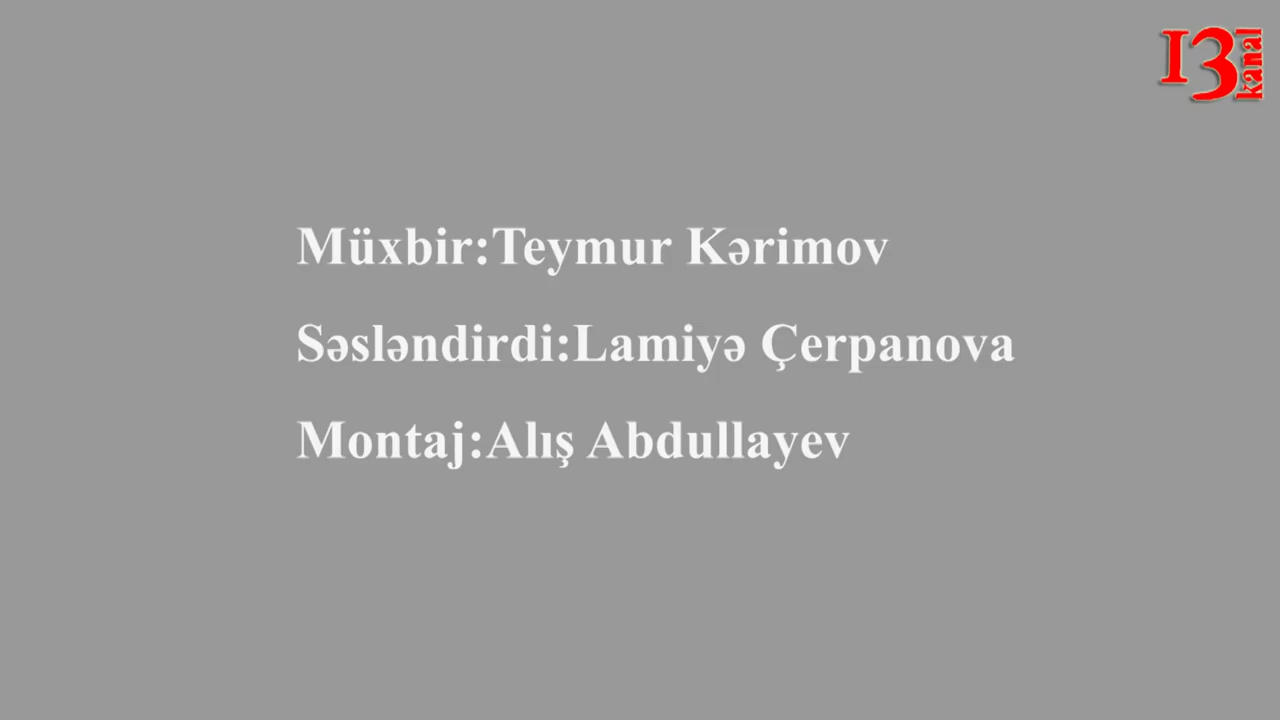 13 kanal
Müxbir:Teymur Kərimov
Səsləndirdi:Lamiyə Çerpanova
Montaj:Alış Abdullayev